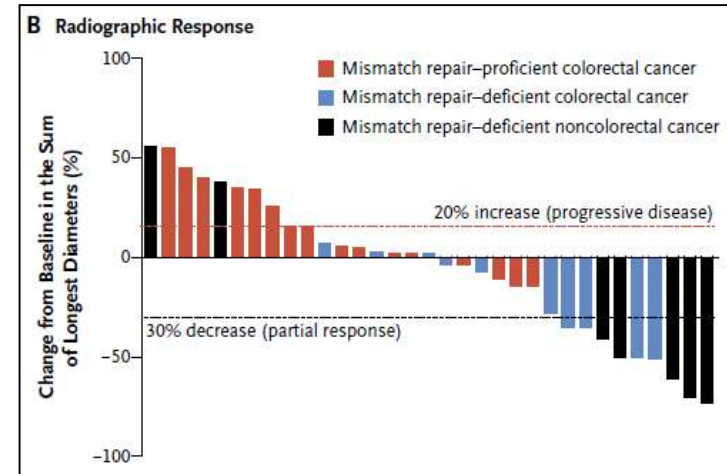 B Radiographic Response
100
50
0
−50
−100
Change from Baseline in the Sum
of Longest Diameters (%)
Mismatch repair–proficient colorectal cancer
Mismatch repair–deficient colorectal cancer
Mismatch repair–deficient noncolorectal cancer
20% increase (progressive disease)
30% decrease (partial response)